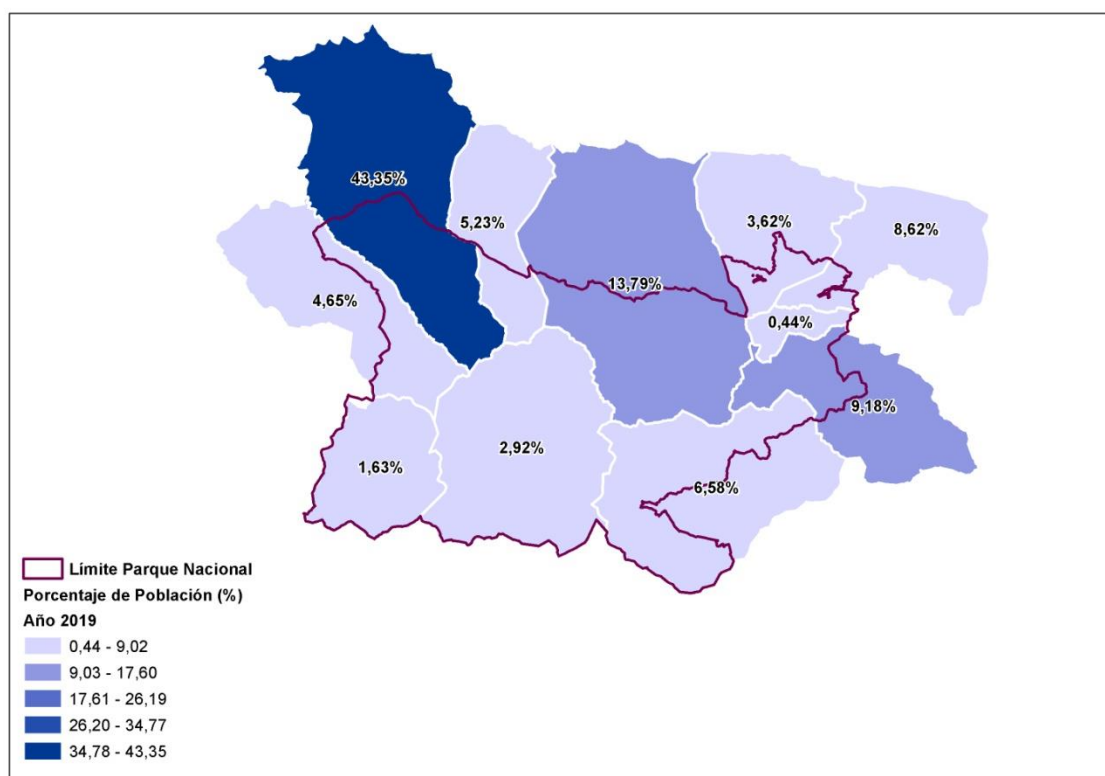 43,35%
5,23%
3,62%
8,62%
13,79%
4,65%
0,44%
9,18%
2,92%
1,63%
6,58%
Límite Parque Nacional
Porcentaje de Población (%)
Año 2019
0,44 - 9,02
9,03 - 17,60
17,61 - 26,19
26,20 - 34,77
34,78 - 43,35